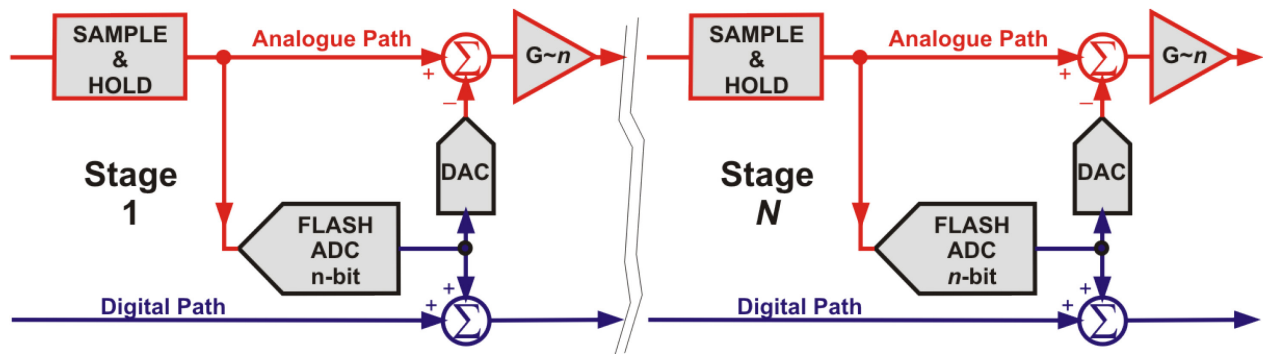 SAMPLE
&
HOLD
Analogue Path
+
Σ
−
G~n
DAC
Stage
1
FLASH
ADC
n-bit
Digital Path
+
+
Σ
SAMPLE
&
HOLD
Analogue Path
+
Σ
−
G~n
DAC
Stage
N
FLASH
ADC
n-bit
Digital Path
+
+
Σ